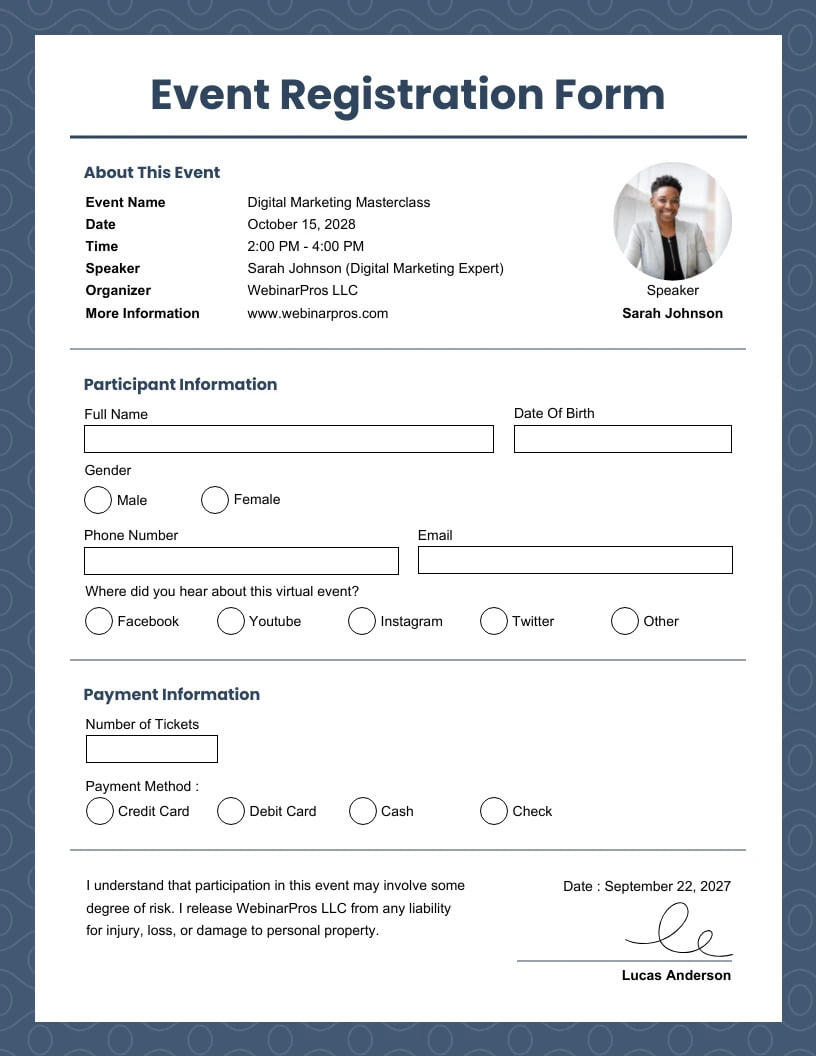 Event Registration Form
About This Event
Event Name Digital Marketing Masterclass
Date October 15, 2028
Time 2:00 PM - 4:00 PM
Speaker Sarah Johnson (Digital Marketing Expert)
Organizer WebinarPros LLC
More Information www.webinarpros.com
Speaker
Sarah Johnson
Participant Information
Full Name Date Of Birth
Gender
Male Female
Phone Number Email
Where did you hear about this virtual event?
Facebook Youtube Instagram Twitter Other
Payment Information
Number of Tickets
Payment Method :
Credit Card Debit Card Cash Check
I understand that participation in this event may involve some
degree of risk. I release WebinarPros LLC from any liability
for injury, loss, or damage to personal property.
Date : September 22, 2027
Lucas Anderson